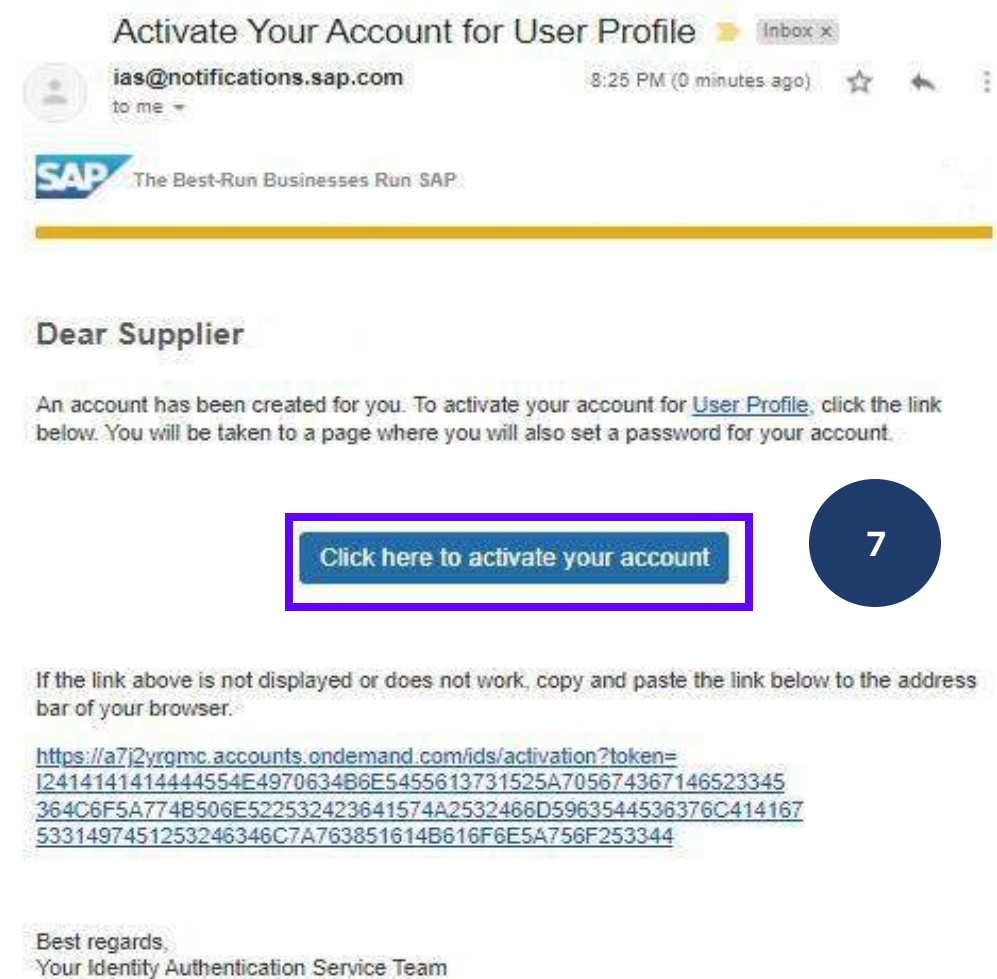 Activate Your Account for User Profile Inbox x
ias@notifications.sap.com 8:25 PM (0 minutes ago)
to me
SAP The Best-Run Businesses Run SAP
Dear Supplier
An account has been created for you. To activate your account for User Profile, click the link
below. You will be taken to a page where you will also set a password for your account.
Click here to activate your account
7
If the link above is not displayed or does not work, copy and paste the link below to the address
bar of your browser.
https://a7j2yrgmc.accounts.ondemand.com/ids/activation?token=
I2414141414444554E4970634B6E5455613731525A705674367146523345
364C6F5A774B506E522532423641574A2532466D5963544536376C414167
5331497451253246346C7A763851614B616F6E5A756F253344
Best regards,
Your Identity Authentication Service Team